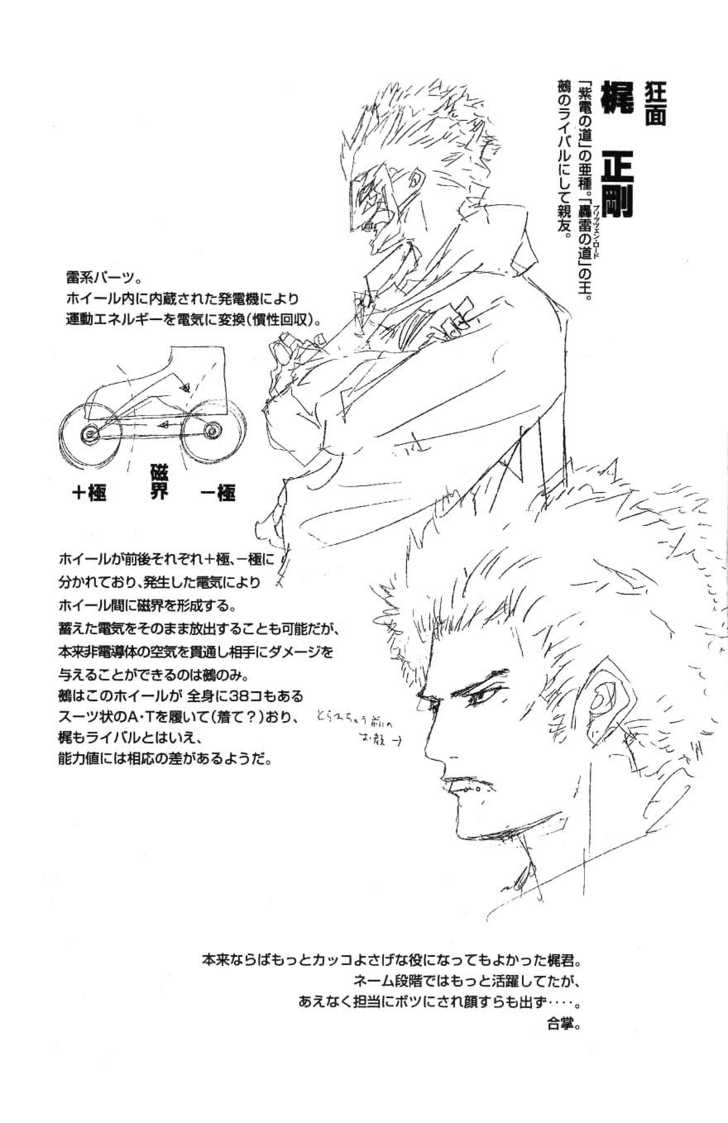 狂面
梶 正剛
「紫電の道」の亜種。「轟雷の道」の王。
ブリッツェン・ロード
鵺のライバルにして親友。
雷系パーツ。
ホイール内に内蔵された発電機により
運動エネルギーを電気に変換(慣性回収)。
+極
磁界
−極
ホイールが前後それぞれ+極、−極に
分かれており、発生した電気により
ホイール間に磁界を形成する。
蓄えた電気をそのまま放出することも可能だが、
本来非電導体の空気を貫通し相手にダメージを
与えることができるのは鵺のみ。
鵺はこのホイールが 全身に38コもある
スーツ状のA・Tを履いて(着て?)おり、
梶もライバルとはいえ、
能力値には相応の差があるようだ。
お顔→
本来ならばもっとカッコよさげな役になってもよかった梶君。
ネーム段階ではもっと活躍してたが、
あえなく担当にボツにされ顔すらも出ず‥‥。
合掌。